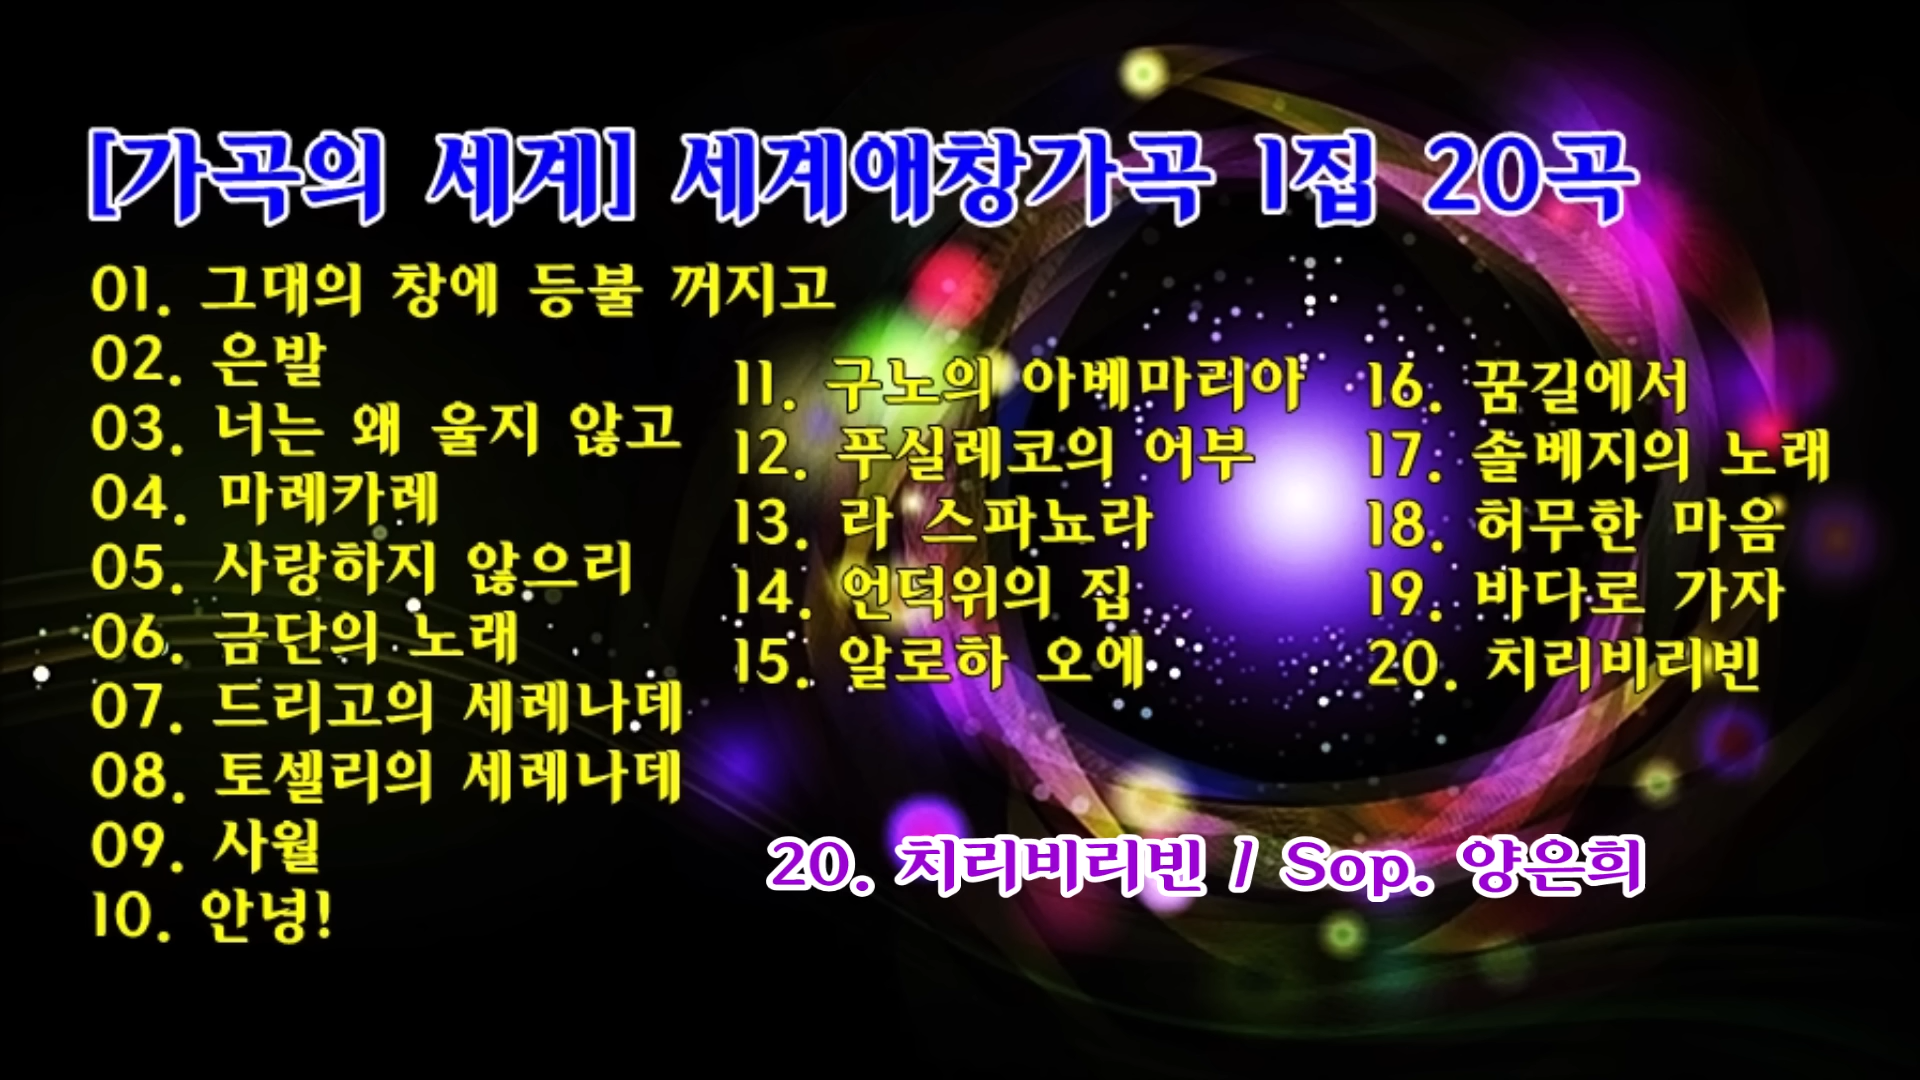 [가곡의 세계] 세계애창가곡 1집 20곡
01. 그대의 창에 등불 꺼지고
02. 은발
03. 너는 왜 울지 않고
04. 마레카레
05. 사랑하지 않으리
06. 금단의 노래
07. 드리고의 세레나데
08. 토셀리의 세레나데
09. 사월
10. 안녕!
11. 구노의 아베마리아
12. 푸실레코의 어부
13. 라 스파뇨라
14. 언덕위의 집
15. 알로하 오에
16. 꿈길에서
17. 솔베지의 노래
18. 허무한 마음
19. 바다로 가자
20. 치리비리빈
20. 치리비리빈 / Sop. 양은희